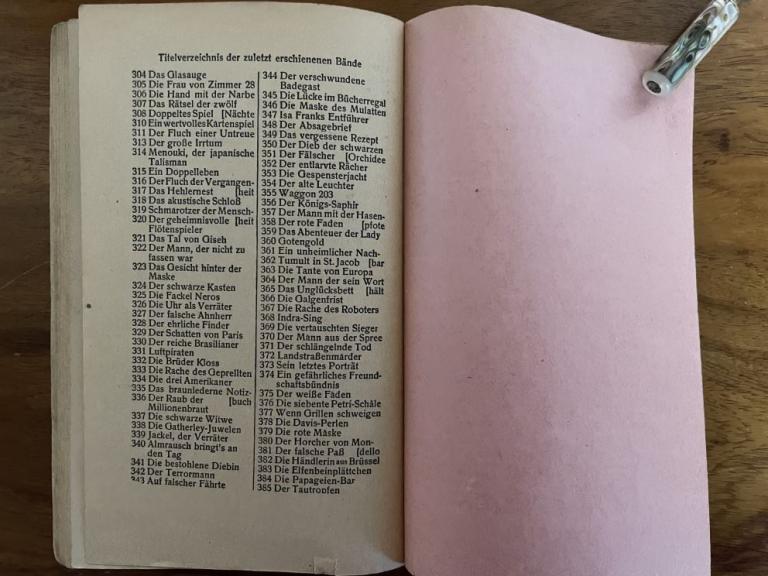 Titelverzeichnis der zuletzt erschienenen Bände
304 Das Glasauge
305 Die Frau von Zimmer 28
306 Die Hand mit der Narbe
307 Das Rätsel der zwölf
308 Doppeltes Spiel [Nächte
310 Ein wertvolles Kartenspiel
311 Der Fluch einer Untreue
313 Der große Irrtum
314 Menouki, der japanische
Talisman
315 Ein Doppelleben
316 Der Fluch der Vergangen-
317 Das Hehlernest [heit
318 Das akustische Schloß
319 Schmarotzer der Mensch-
320 Der geheimnisvolle [heit
Flötenspieler
321 Das Tal von Giseh
322 Der Mann, der nicht zu
fassen war
323 Das Gesicht hinter der
Maske
324 Der schwarze Kasten
325 Die Fackel Neros
326 Die Uhr als Verräter
327 Der falsche Ahnherr
328 Der ehrliche Finder
329 Der Schatten von Paris
330 Der reiche Brasilianer
331 Luftpiraten
332 Die Brüder Kloss
333 Die Rache des Geprellten
334 Die drei Amerikaner
335 Das braunlederne Notiz-
336 Der Raub der [buch
Millionenbraut
337 Die schwarze Witwe
338 Die Gatherley-Juwelen
339 Jackel, der Verräter
340 Almrausch bringt's an
den Tag
341 Die bestohlene Diebin
342 Der Terrormann
343 Auf falscher Fährte
344 Der verschwundene
Badegast
345 Die Lücke im Bücherregal
346 Die Maske des Mulatten
347 Isa Franks Entführer
348 Der Absagebrief
349 Das vergessene Rezept
350 Der Dieb der schwarzen
351 Der Fälscher [Orchidee
352 Der entlarvte Rächer
353 Die Gespensterjacht
354 Der alte Leuchter
355 Waggon 203
356 Der Königs-Saphir
357 Der Mann mit der Hasen-
358 Der rote Faden [pfote
359 Das Abenteuer der Lady
360 Gotengold
361 Ein unheimlicher Nach-
362 Tumult in St. Jacob [bar
363 Die Tante von Europa
364 Der Mann der sein Wort
365 Das Unglücksbett [hält
366 Die Galgenfrist
367 Die Rache des Roboters
368 Indra-Sing
369 Die vertauschten Sieger
370 Der Mann aus der Spree
371 Der schlängelnde Tod
372 Landstraßenmarder
373 Sein letztes Porträt
374 Ein gefährliches Freund-
schaftsbündnis
375 Der weiße Faden
376 Die siebente Petri-Schale
377 Wenn Grillen schweigen
378 Die Davis-Perlen
379 Die rote Maske
380 Der Horcher von Mon-
381 Der falsche Paß [dello
382 Die Händlerin aus Brüssel
383 Die Elfenbeinplättchen
384 Die Papageien-Bar
385 Der Tautropfen